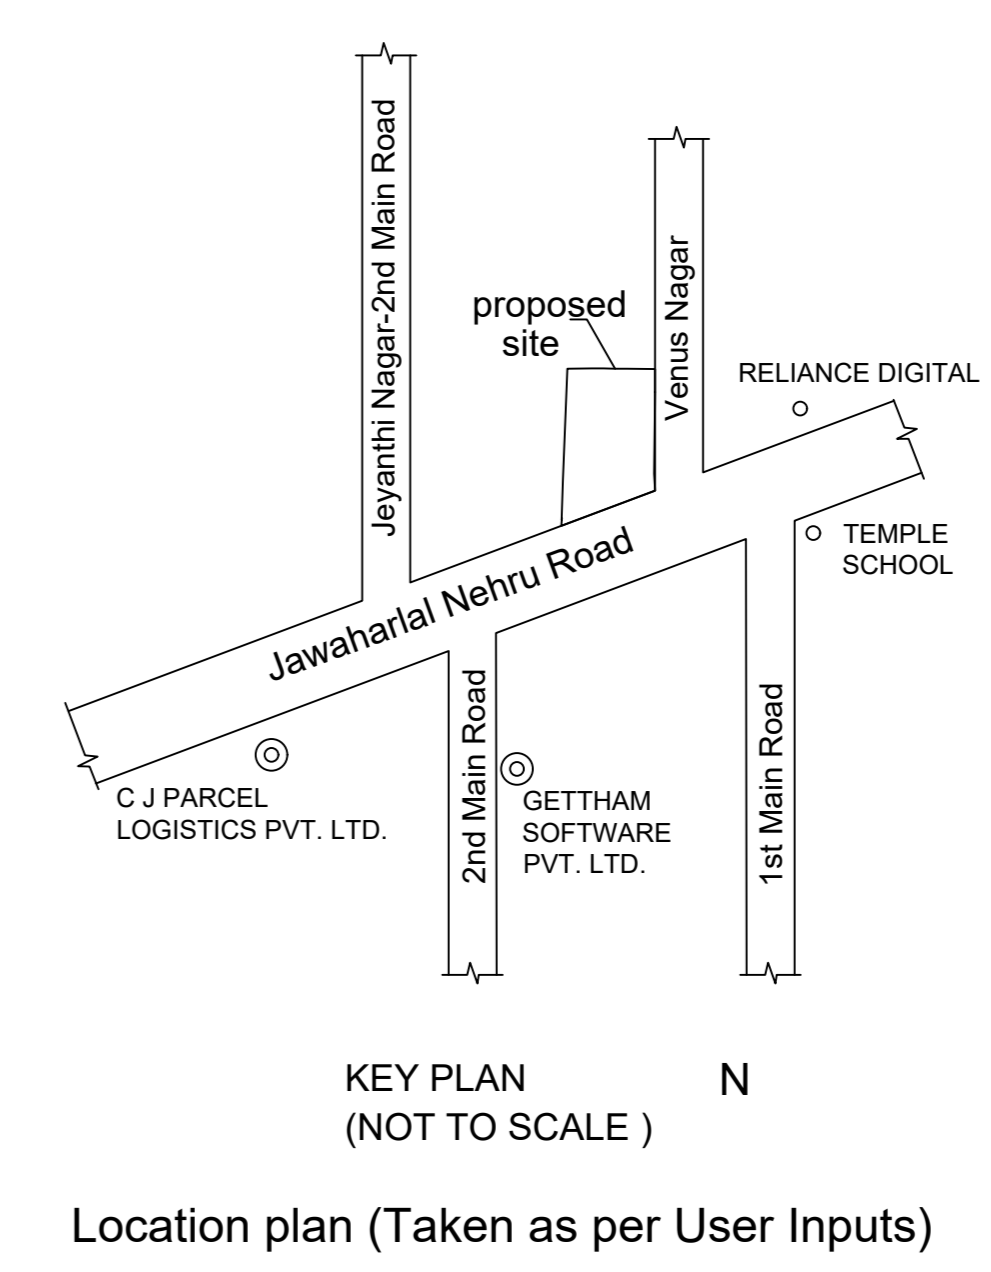 Jeyanthi Nagar-2nd Main Road
Venus Nagar
proposed
site
RELIANCE DIGITAL
TEMPLE
SCHOOL
Jawaharlal Nehru Road
C J PARCEL
LOGISTICS PVT. LTD.
2nd Main Road
GETTHAM
SOFTWARE
PVT. LTD.
1st Main Road
KEY PLAN
(NOT TO SCALE )
N
Location plan (Taken as per User Inputs)